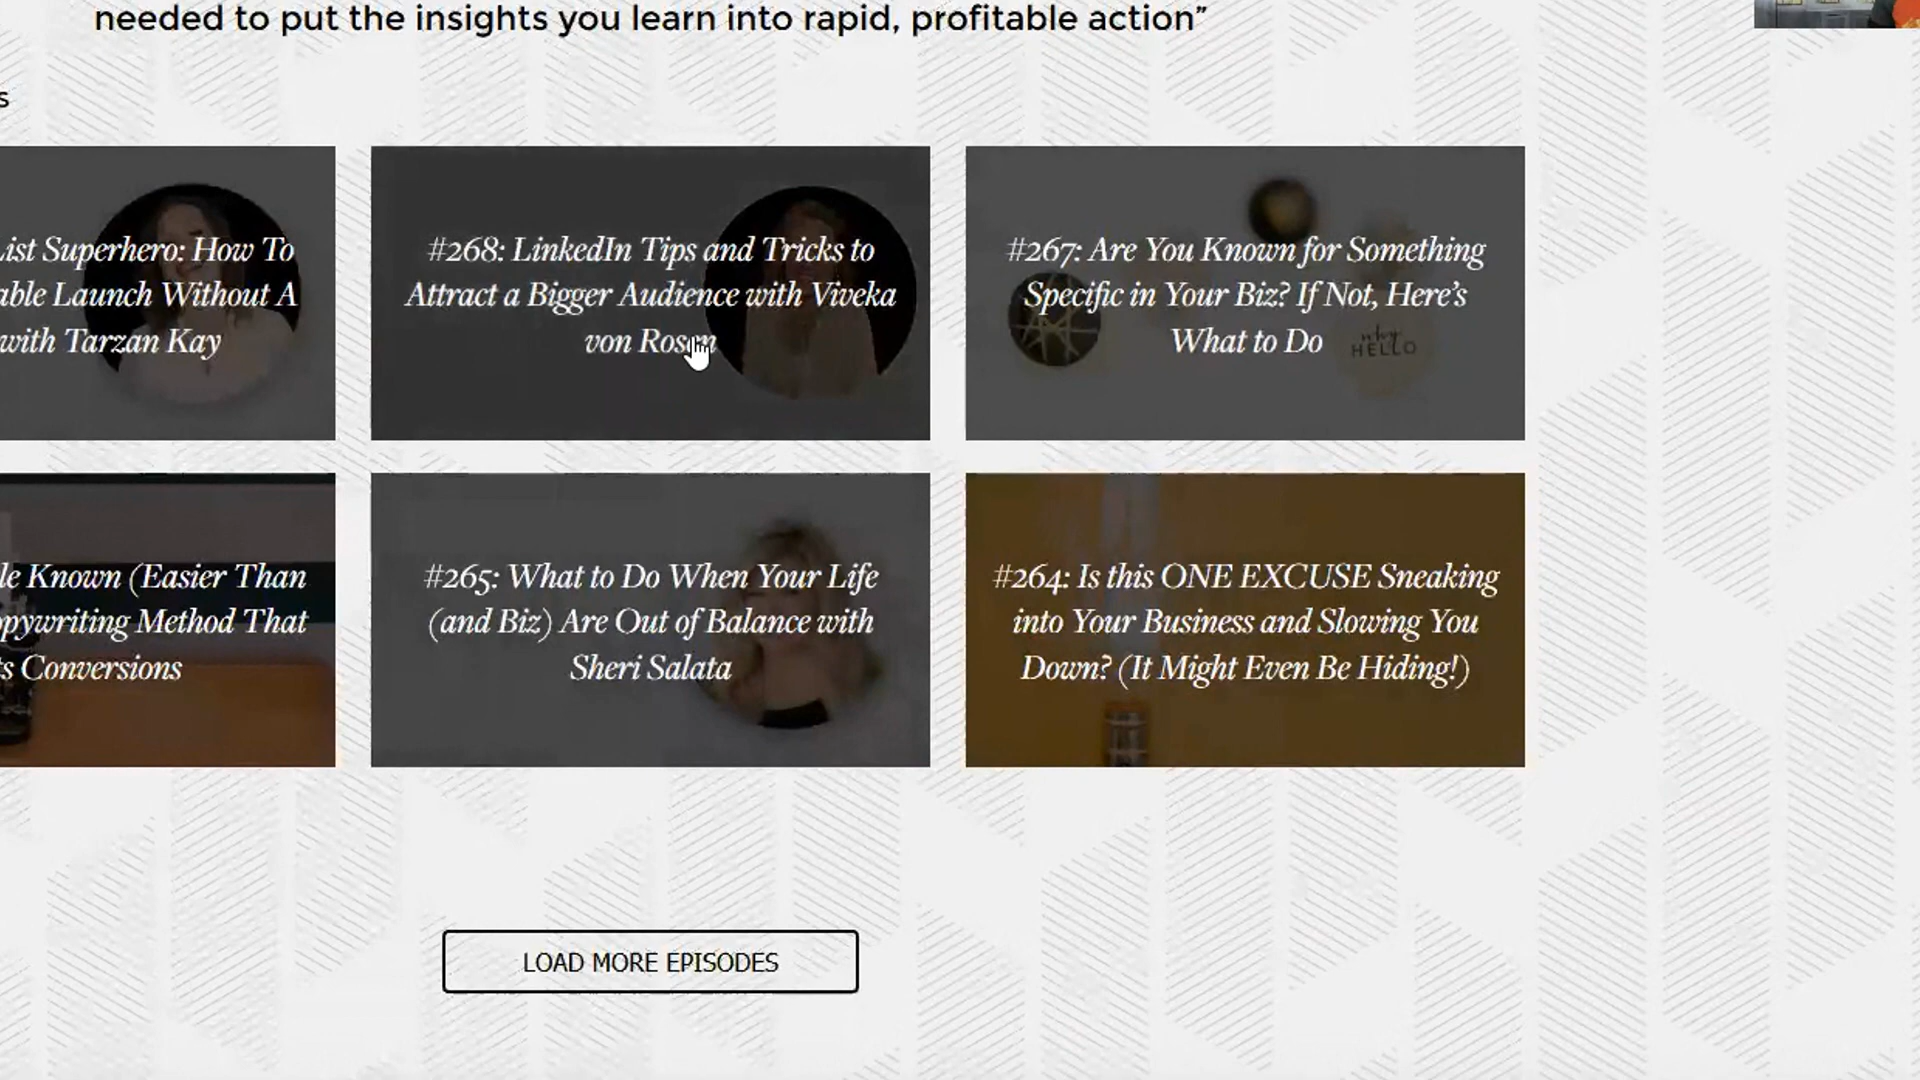 needed to put the insights you learn into rapid, profitable action”
s
List Superhero: How To
able Launch Without A
with Tarzan Kay
#268: LinkedIn Tips and Tricks to
Attract a Bigger Audience with Viveka
von Rosen
#267: Are You Known for Something
Specific in Your Biz? If Not, Here’s
What to Do
HELLO
le Known (Easier Than
opywriting Method That
ts Conversions
#265: What to Do When Your Life
(and Biz) Are Out of Balance with
Sheri Salata
#264: Is this ONE EXCUSE Sneaking
into Your Business and Slowing You
Down? (It Might Even Be Hiding!)
LOAD MORE EPISODES